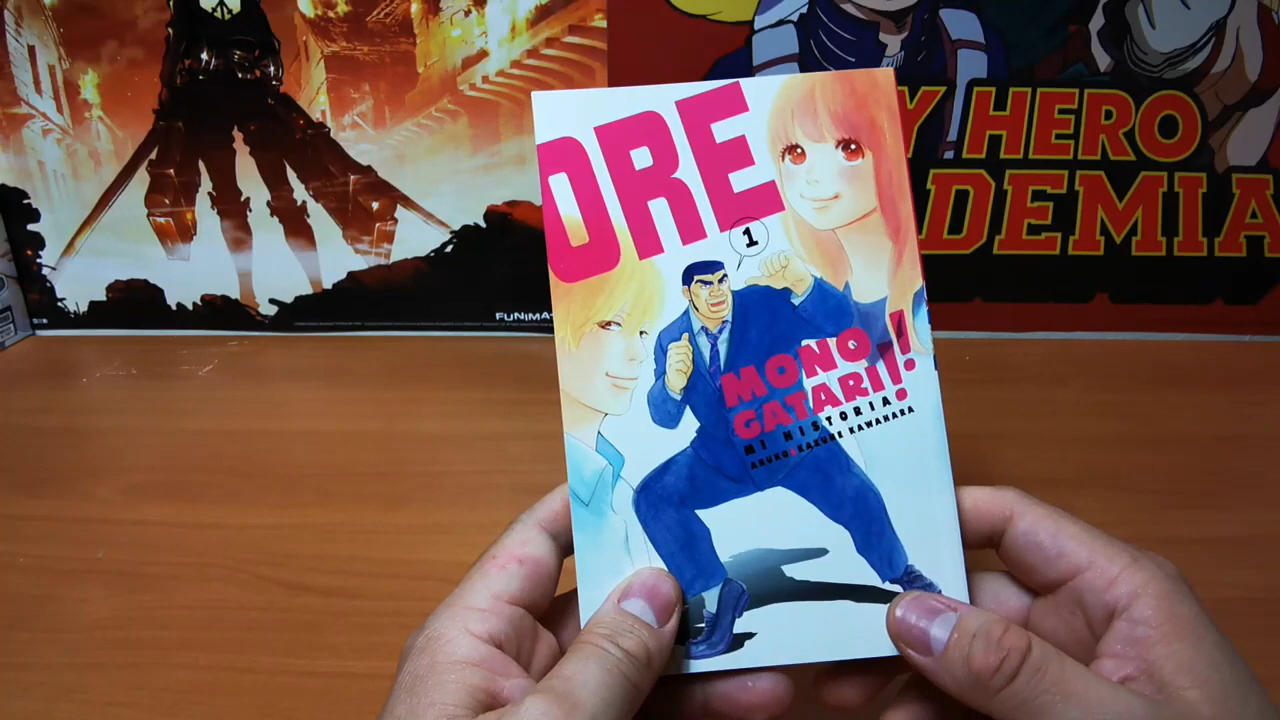 ORE
1
MONO
GATARI!!
MI HISTORIA
ARUKO KAZUNE KAWAHARA
Y HERO
DEMIA
FUNIMA